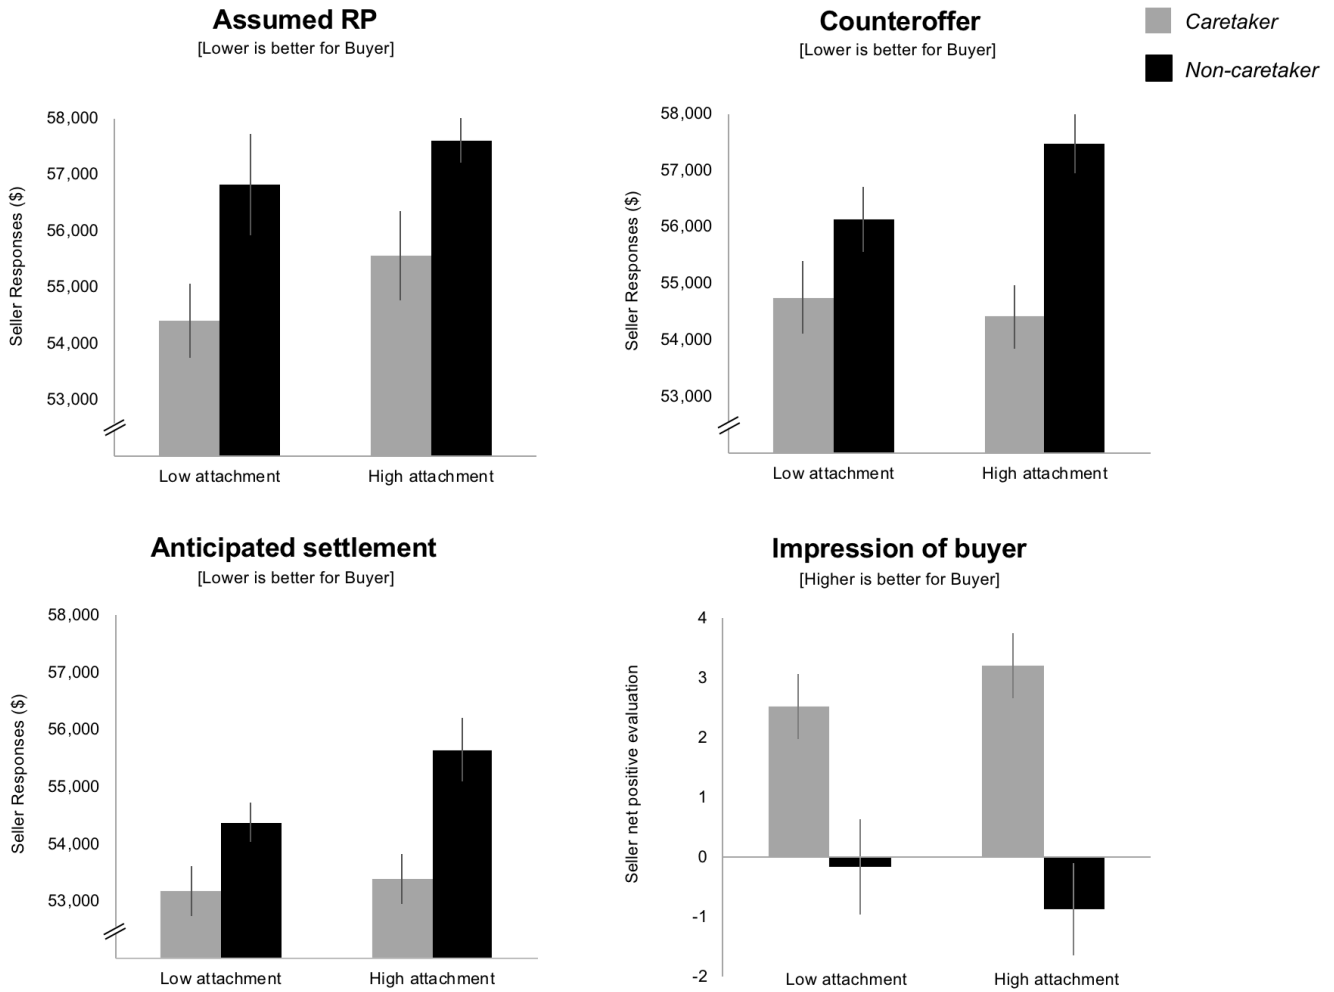 Assumed RP
[Lower is better for Buyer]
Seller Responses ($)
58,000
57,000
56,000
55,000
54,000
53,000
Low attachment
High attachment
Counteroffer
[Lower is better for Buyer]
Seller Responses ($)
58,000
57,000
56,000
55,000
54,000
53,000
Low attachment
High attachment
Caretaker
Non-caretaker
Anticipated settlement
[Lower is better for Buyer]
Seller Responses ($)
58,000
57,000
56,000
55,000
54,000
53,000
Low attachment
High attachment
Impression of buyer
[Higher is better for Buyer]
Seller net positive evaluation
4
3
2
1
0
-1
-2
Low attachment
High attachment